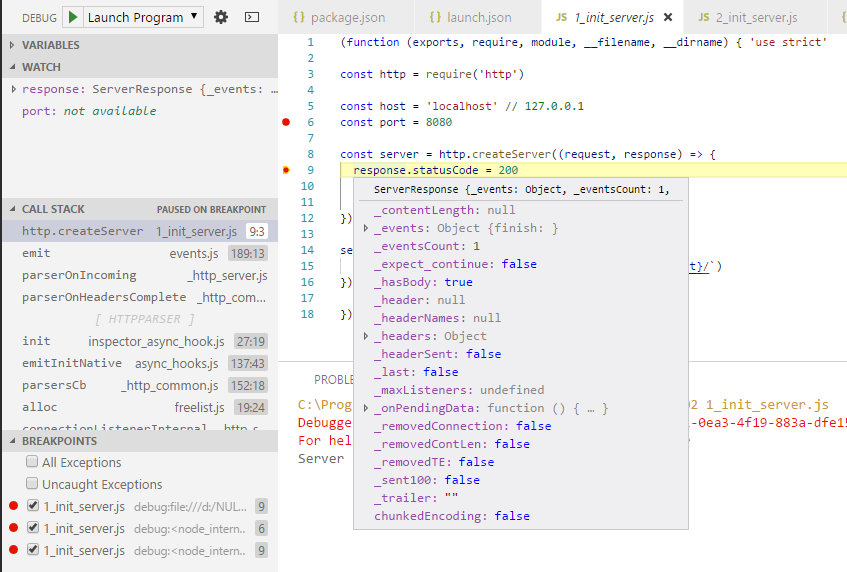 DEBUG Launch Program
VARIABLES
WATCH
response: ServerResponse {_events: …
port: not available
CALL STACK PAUSED ON BREAKPOINT
http.createServer 1_init_server.js 9:3
emit events.js 189:13
parserOnIncoming _http_server.js
parserOnHeadersComplete _http_com...
[ HTTPPARSER ]
init inspector_async_hook.js 27:19
emitInitNative async_hooks.js 137:43
parsersCb _http_common.js 152:18
alloc freelist.js 19:24
connectionListenerInternal _http_s...
BREAKPOINTS
All Exceptions
Uncaught Exceptions
1_init_server.js debug:file:///d:/NUL... 9
1_init_server.js debug:<node_intern.. 6
1_init_server.js debug:<node_intern.. 9
{ } package.json { } launch.json JS 1_init_server.js JS 2_init_server.js {
1 (function (exports, require, module, __filename, __dirname) { 'use strict'
2
3 const http = require('http')
4
5 const host = 'localhost' // 127.0.0.1
6 const port = 8080
7
8 const server = http.createServer((request, response) => {
9 response.statusCode = 200
10
11
12 })
13
14 se
15 t}/`)
16 })
17
18 })
ServerResponse {_events: Object, _eventsCount: 1,
_contentLength: null
_events: Object {finish: }
_eventsCount: 1
_expect_continue: false
_hasBody: true
_header: null
_headerNames: null
_headers: Object
_headerSent: false
_last: false
_maxListeners: undefined
_onPendingData: function () { … }
_removedConnection: false
_removedContLen: false
_removedTE: false
_sent100: false
_trailer: ""
chunkedEncoding: false
PROBLE
C:\Prog 02 1_init_server.js
Debugge -0ea3-4f19-883a-dfe15
For hel
Server